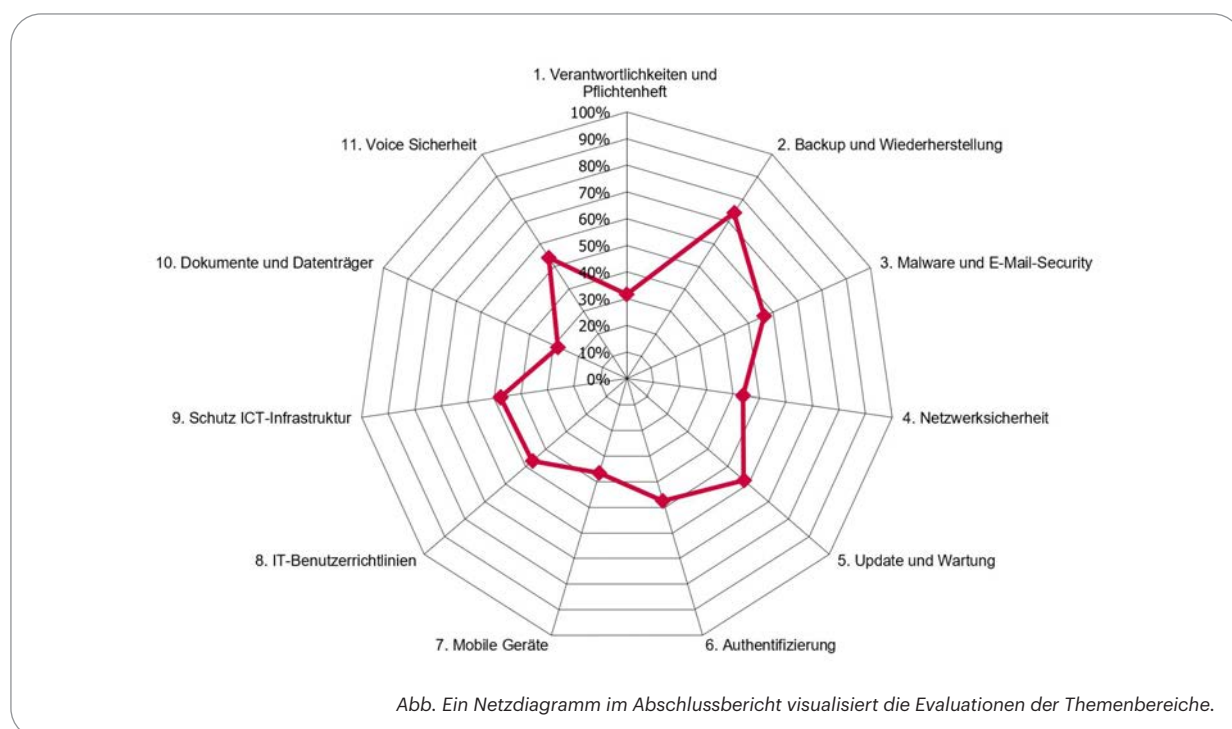 1. Verantwortlichkeiten und
Pflichtenheft
100%
90%
80%
70%
60%
50%
40%
30%
20%
10%
0%
2. Backup und Wiederherstellung
3. Malware und E-Mail-Security
4. Netzwerksicherheit
5. Update und Wartung
6. Authentifizierung
7. Mobile Geräte
8. IT-Benutzerrichtlinien
9. Schutz ICT-Infrastruktur
10. Dokumente und Datenträger
11. Voice Sicherheit
Abb. Ein Netzdiagramm im Abschlussbericht visualisiert die Evaluationen der Themenbereiche.